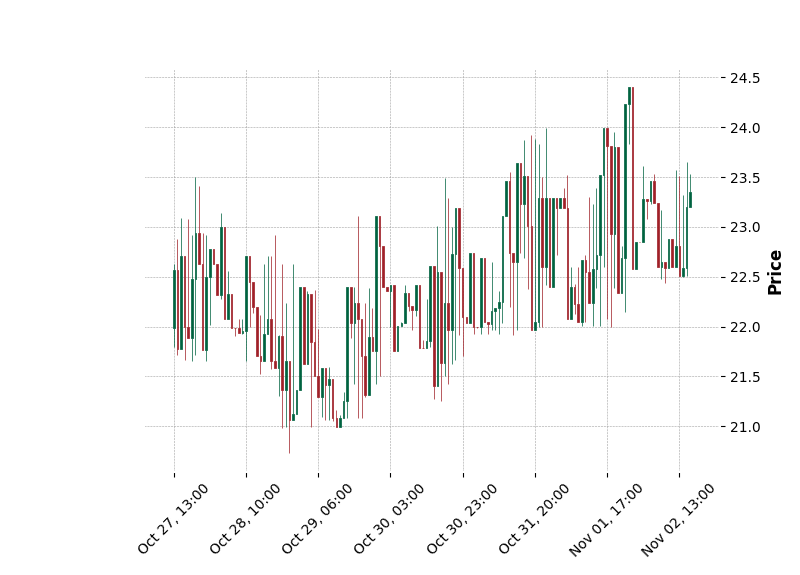 24.5
24.0
23.5
23.0
22.5
22.0
21.5
21.0
Price
Oct 27, 13:00
Oct 28, 10:00
Oct 29, 06:00
Oct 30, 03:00
Oct 30, 23:00
Oct 31, 20:00
Nov 01, 17:00
Nov 02, 13:00